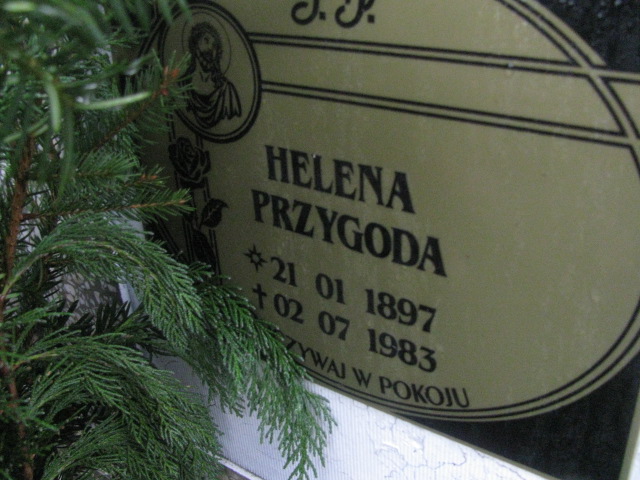 Ś. P.
HELENA
PRZYGODA
21 01 1897
02 07 1983
W POKOJU